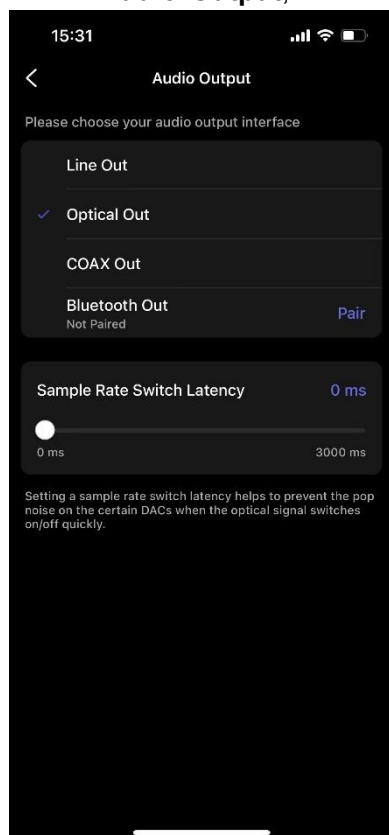 15:31
Audio Output
Please choose your audio output interface
Line Out
Optical Out
COAX Out
Bluetooth Out
Pair
Not Paired
Sample Rate Switch Latency
0 ms
0 ms
3000 ms
Setting a sample rate switch latency helps to prevent the pop
noise on the certain DACs when the optical signal switches
on/off quickly.